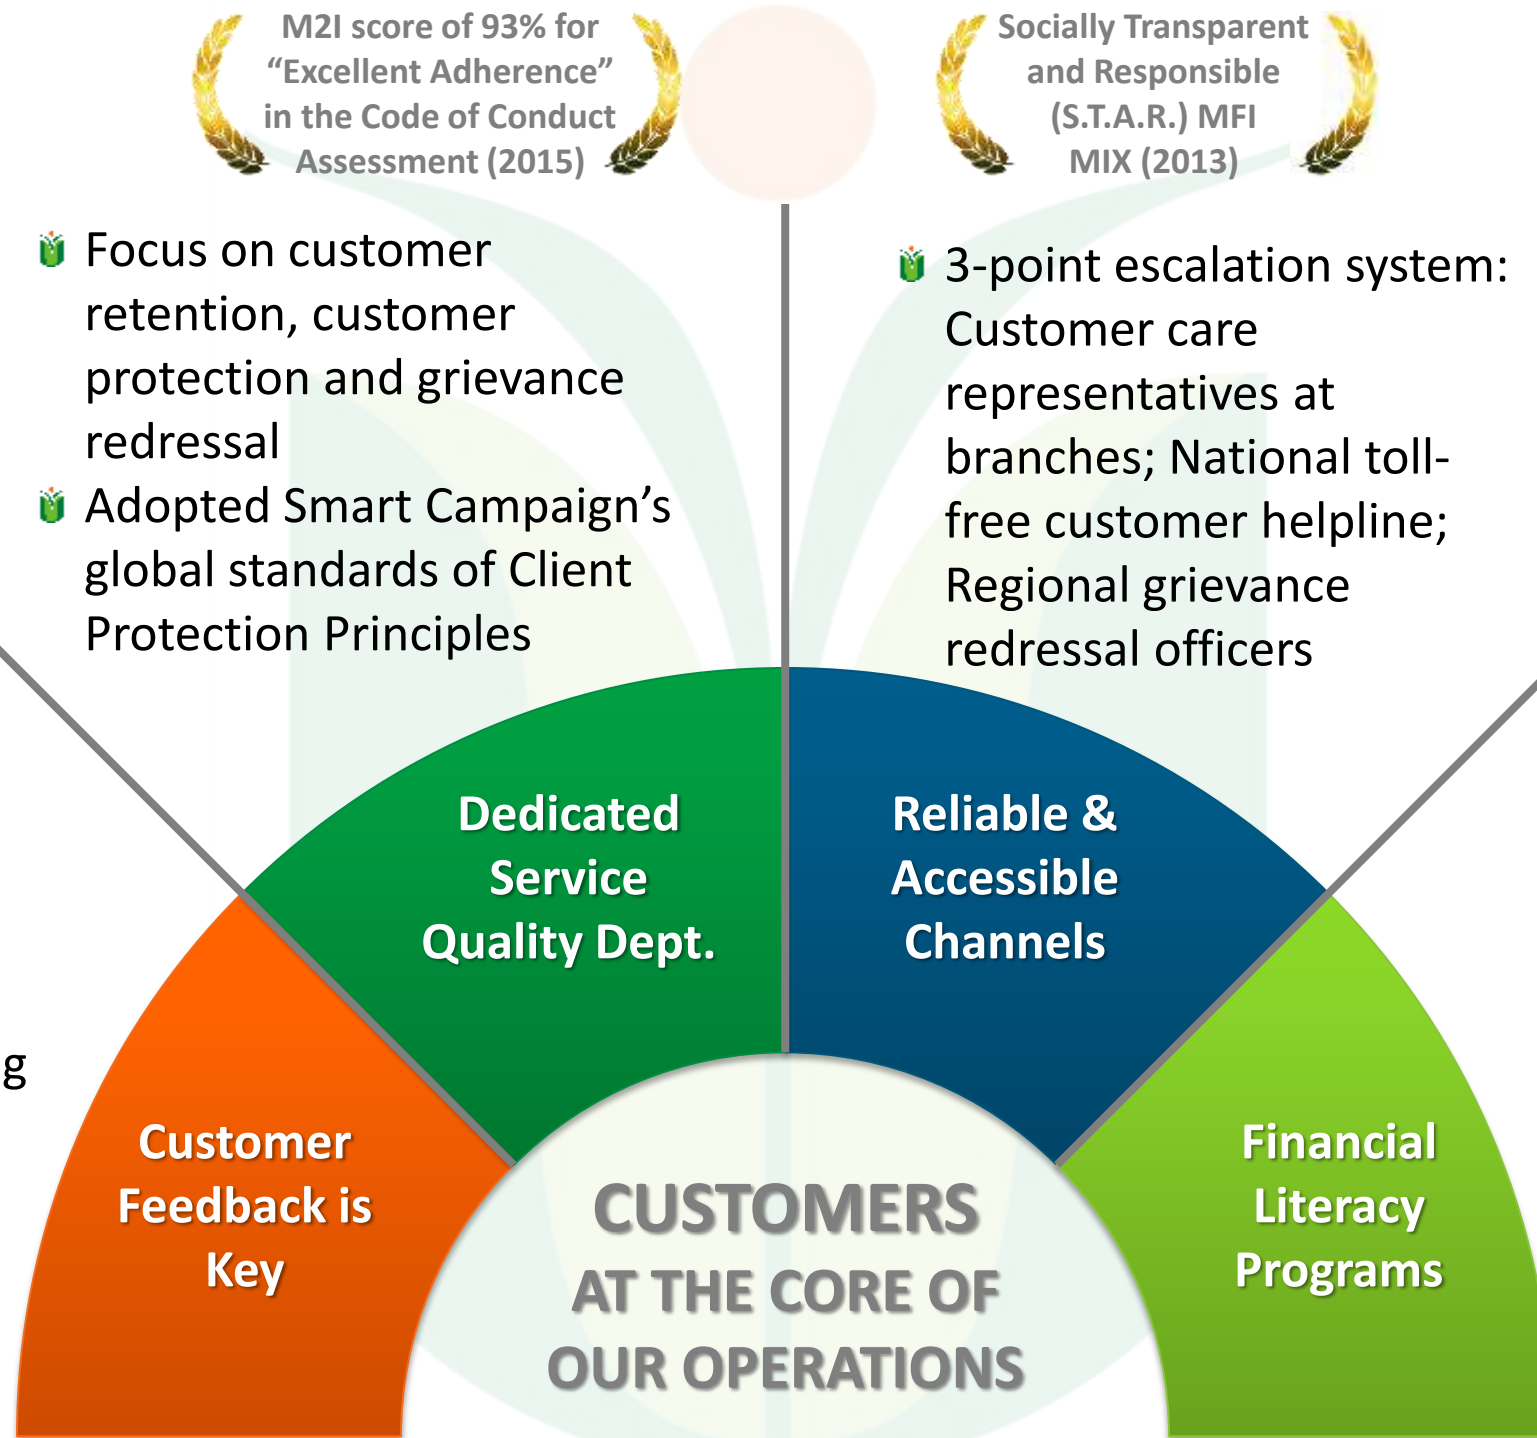 M2I score of 93% for
“Excellent Adherence”
in the Code of Conduct
Assessment (2015)
Socially Transparent
and Responsible
(S.T.A.R.) MFI
MIX (2013)
Focus on customer
retention, customer
protection and grievance
redressal
Adopted Smart Campaign’s
global standards of Client
Protection Principles
3-point escalation system:
Customer care
representatives at
branches; National toll-
free customer helpline;
Regional grievance
redressal officers
Dedicated
Service
Quality Dept.
Reliable &
Accessible
Channels
g
Customer
Feedback is
Key
Financial
Literacy
Programs
CUSTOMERS
AT THE CORE OF
OUR OPERATIONS